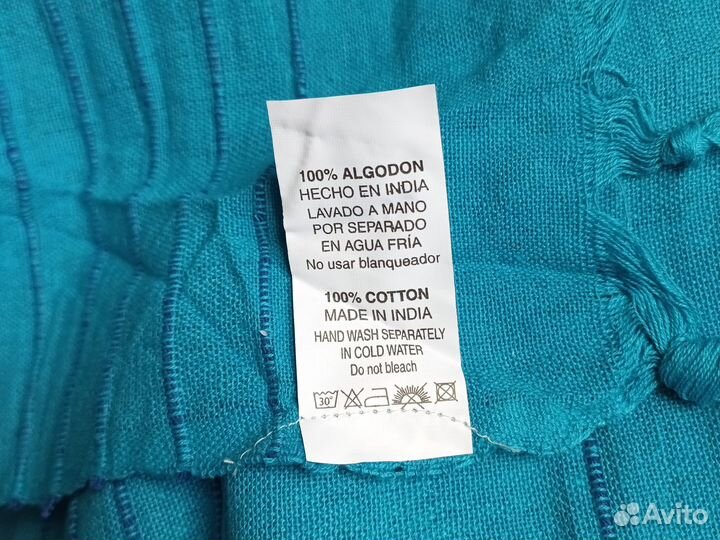 100% ALGODON
HECHO EN INDIA
LAVADO A MANO
POR SEPARADO
EN AGUA FRÍA
No usar blanqueador
100% COTTON
MADE IN INDIA
HAND WASH SEPARATELY
IN COLD WATER
Do not bleach
30°
Avito